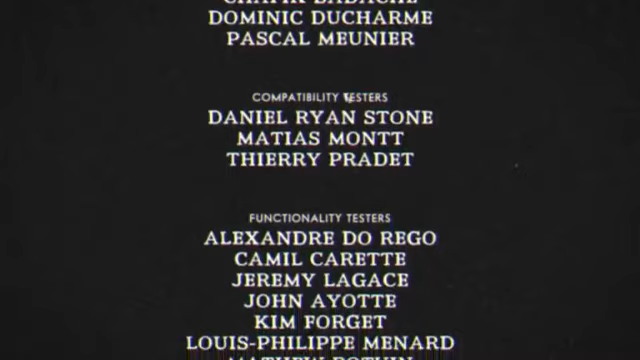 DOMINIC DUCHARME
PASCAL MEUNIER
COMPATIBILITY TESTERS
DANIEL RYAN STONE
MATIAS MONTT
THIERRY PRADET
FUNCTIONALITY TESTERS
ALEXANDRE DO REGO
CAMIL CARETTE
JEREMY LAGACE
JOHN AYOTTE
KIM FORGET
LOUIS-PHILIPPE MENARD